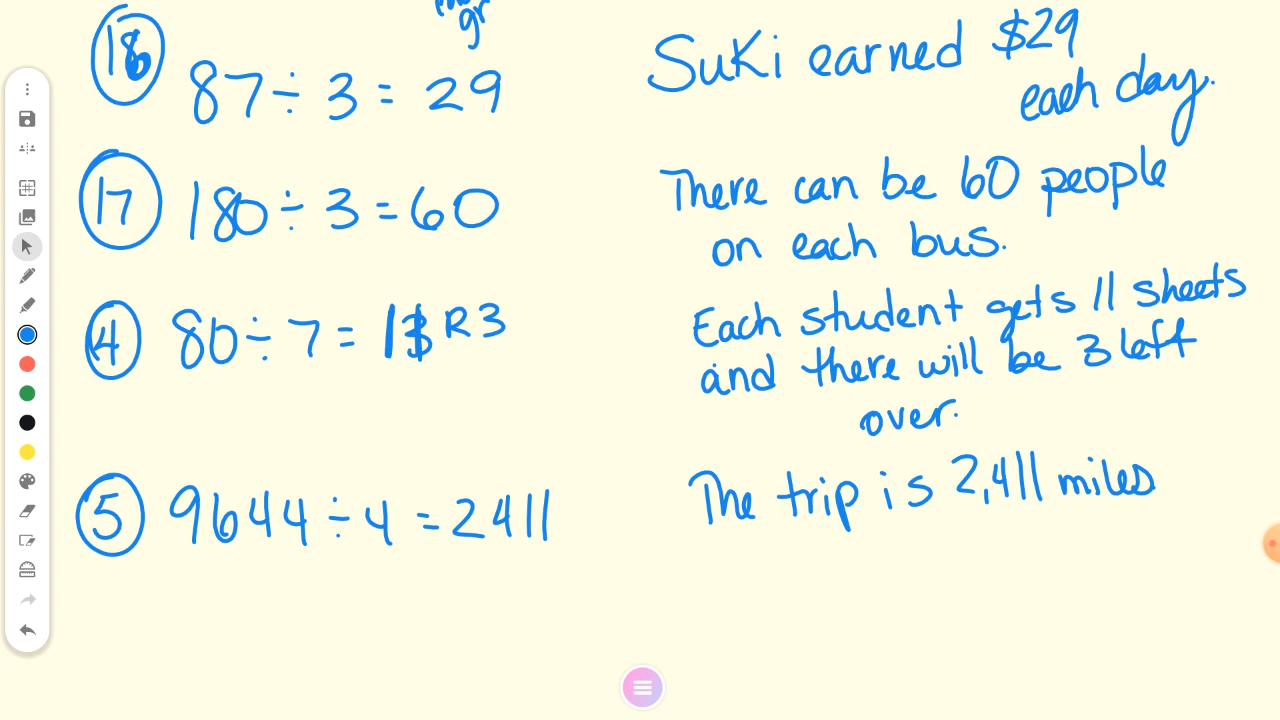 gr
18
87 ÷ 3 = 29
Suki earned $29
each day.
17
180 ÷ 3 = 60
There can be 60 people
on each bus.
4
80 ÷ 7 = 11 R3
Each student gets 11 sheets
and there will be 3 left
over.
5
9644 ÷ 4 = 2411
The trip is 2,411 miles